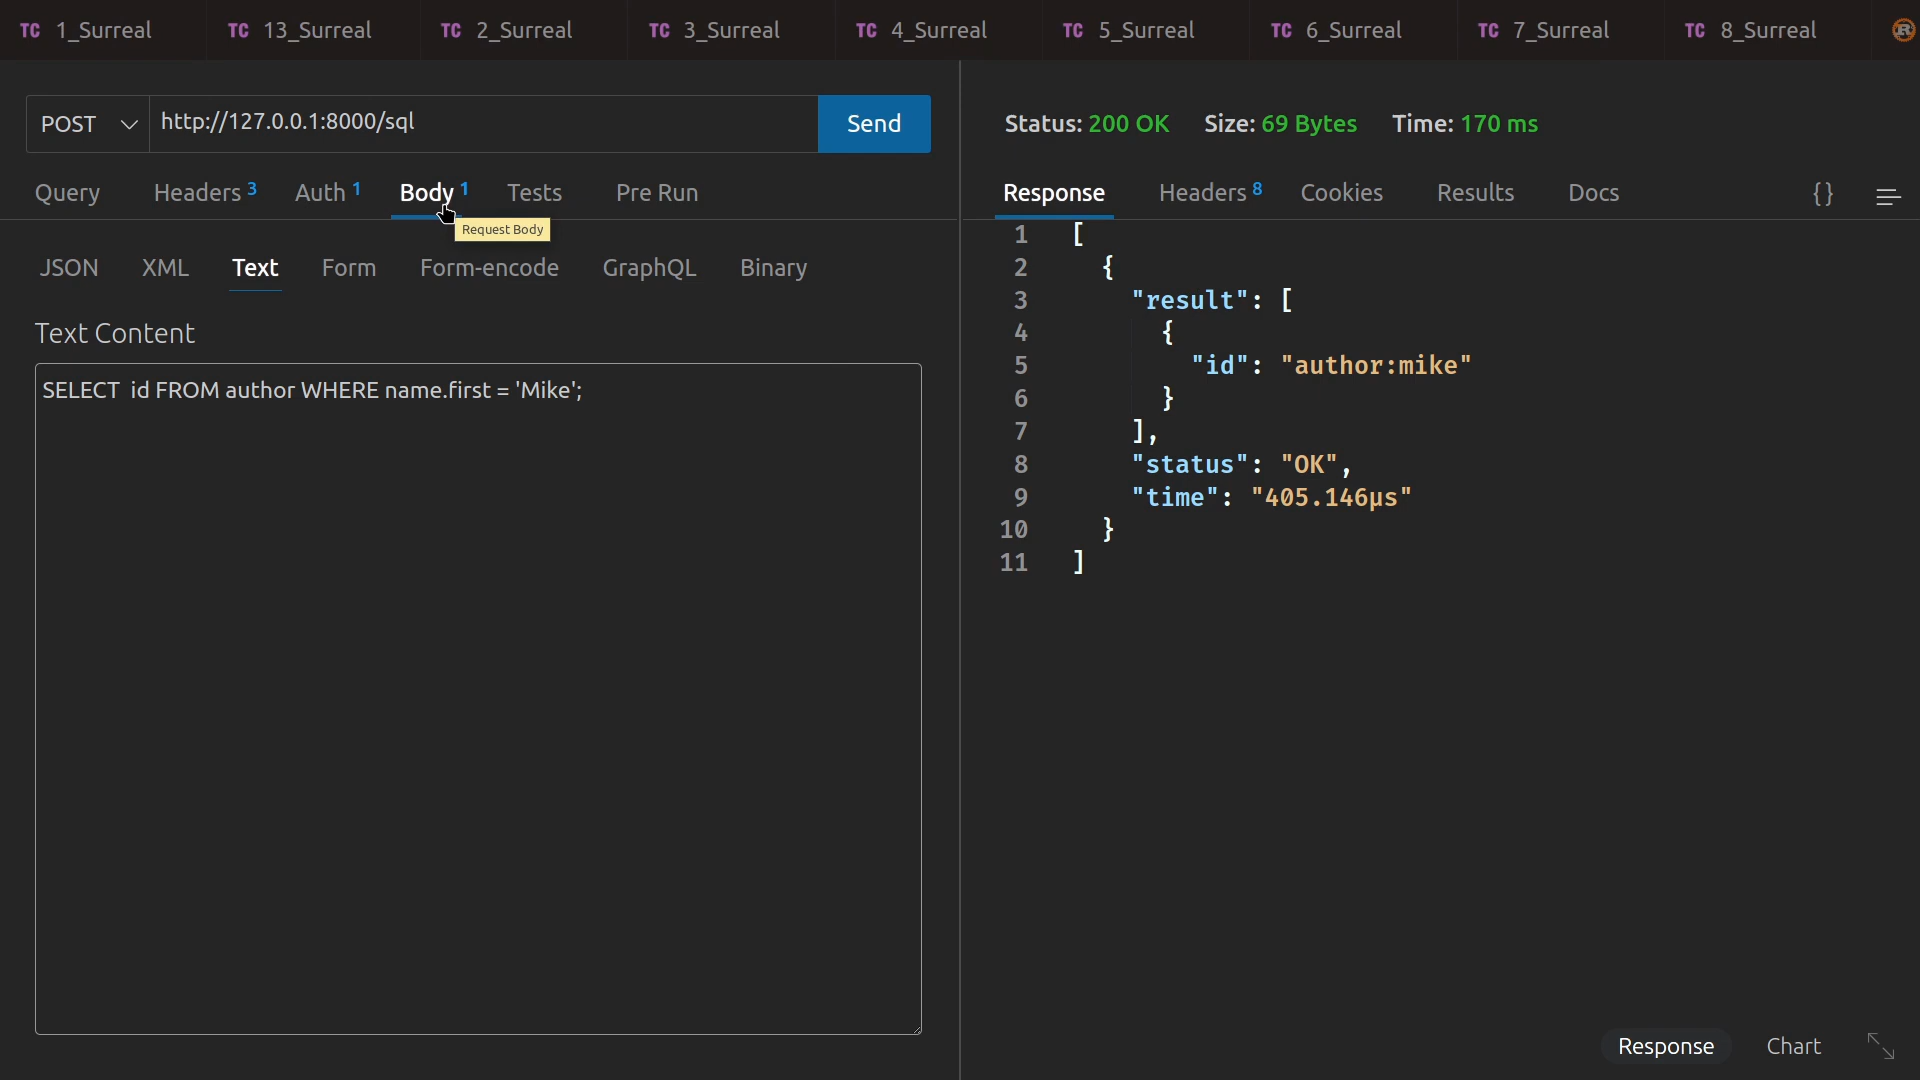 TC 1_Surreal TC 13_Surreal TC 2_Surreal TC 3_Surreal TC 4_Surreal TC 5_Surreal TC 6_Surreal TC 7_Surreal TC 8_Surreal R
POST http://127.0.0.1:8000/sql Send
Query Headers 3 Auth 1 Body 1 Tests Pre Run
Request Body
JSON XML Text Form Form-encode GraphQL Binary
Text Content
SELECT  id FROM author WHERE name.first = 'Mike';
Status: 200 OK Size: 69 Bytes Time: 170 ms
Response Headers 8 Cookies Results Docs {}
1 [
2 {
3 "result": [
4 {
5 "id": "author:mike"
6 }
7 ],
8 "status": "OK",
9 "time": "405.146µs"
10 }
11 ]
Response Chart